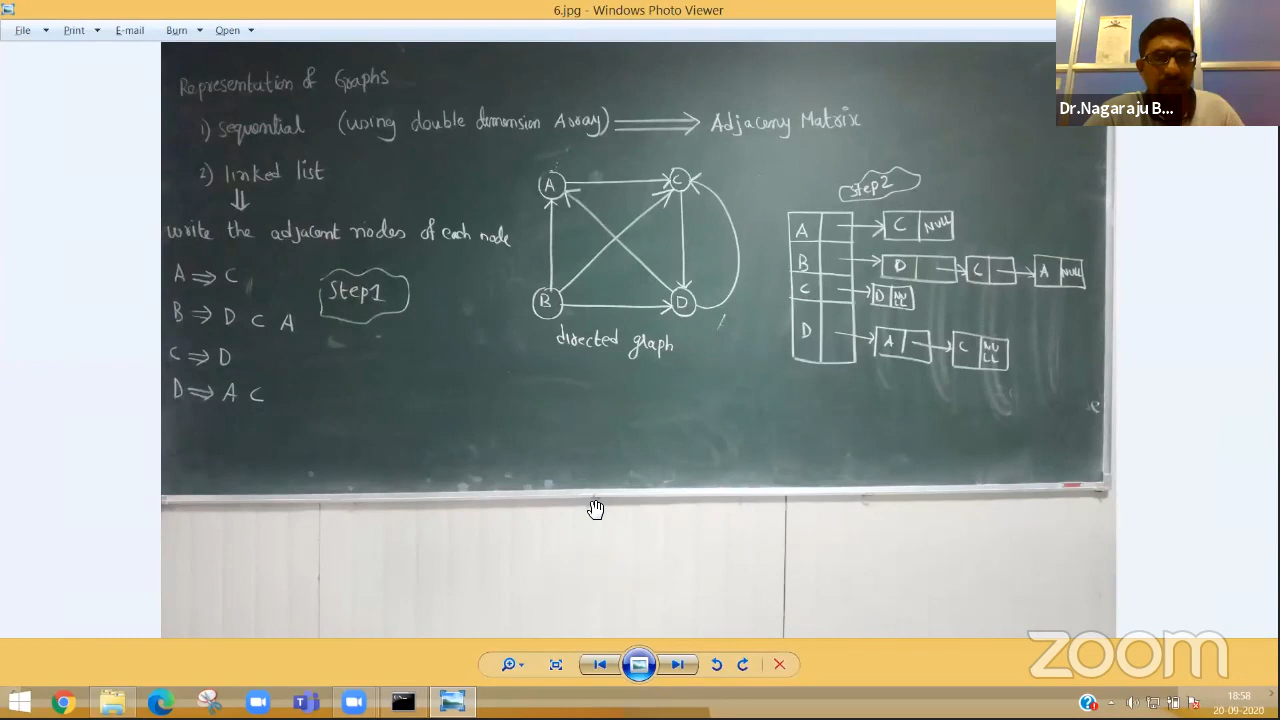 6.jpg - Windows Photo Viewer
File Print E-mail Burn Open
Dr.Nagaraju B...
Representation of Graphs
1) Sequential (using double dimension Array) ⟹ Adjaceny Matrix
2) linked list
⇓
Write the adjacent nodes of each node
A ⇒ C
B ⇒ D C A
C ⇒ D
D ⇒ A C
Step1
A C
B D
directed graph
Step2
A → C NULL
B → D → C → A NULL
C → D NULL
D → A → C NULL
zoom
18:58
20-09-2020